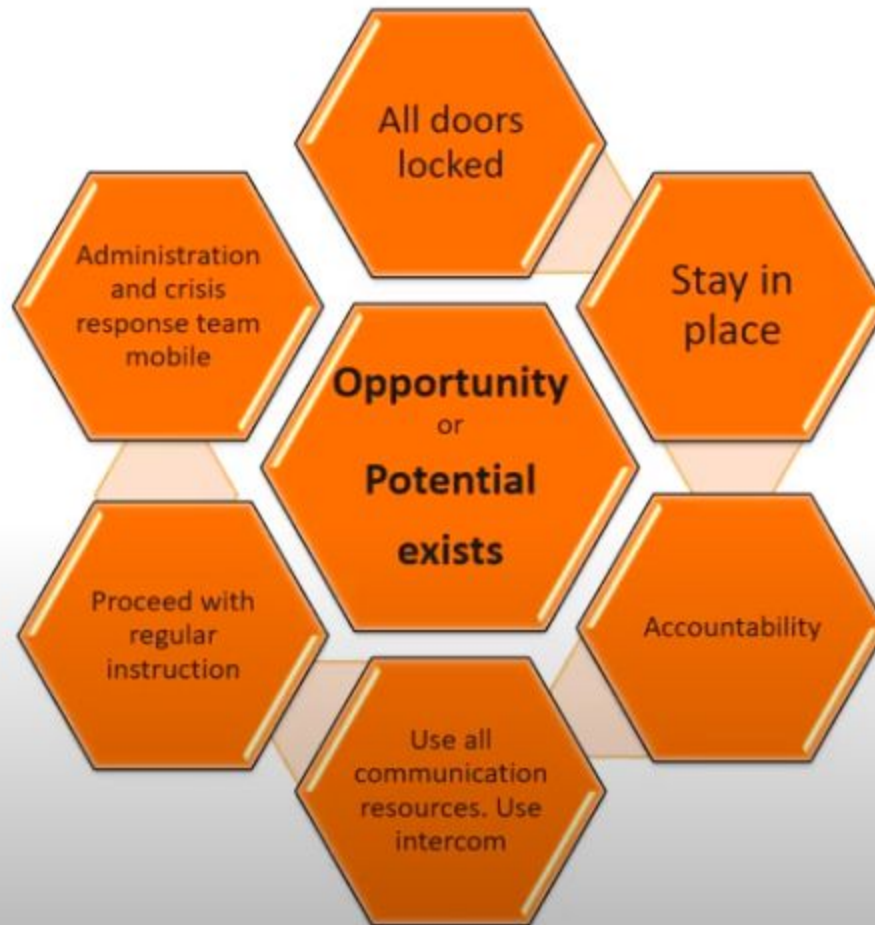 All doors
locked
Stay in
place
Accountability
Use all
communication
resources. Use
intercom
Proceed with
regular
instruction
Administration
and crisis
response team
mobile
Opportunity
or
Potential
exists